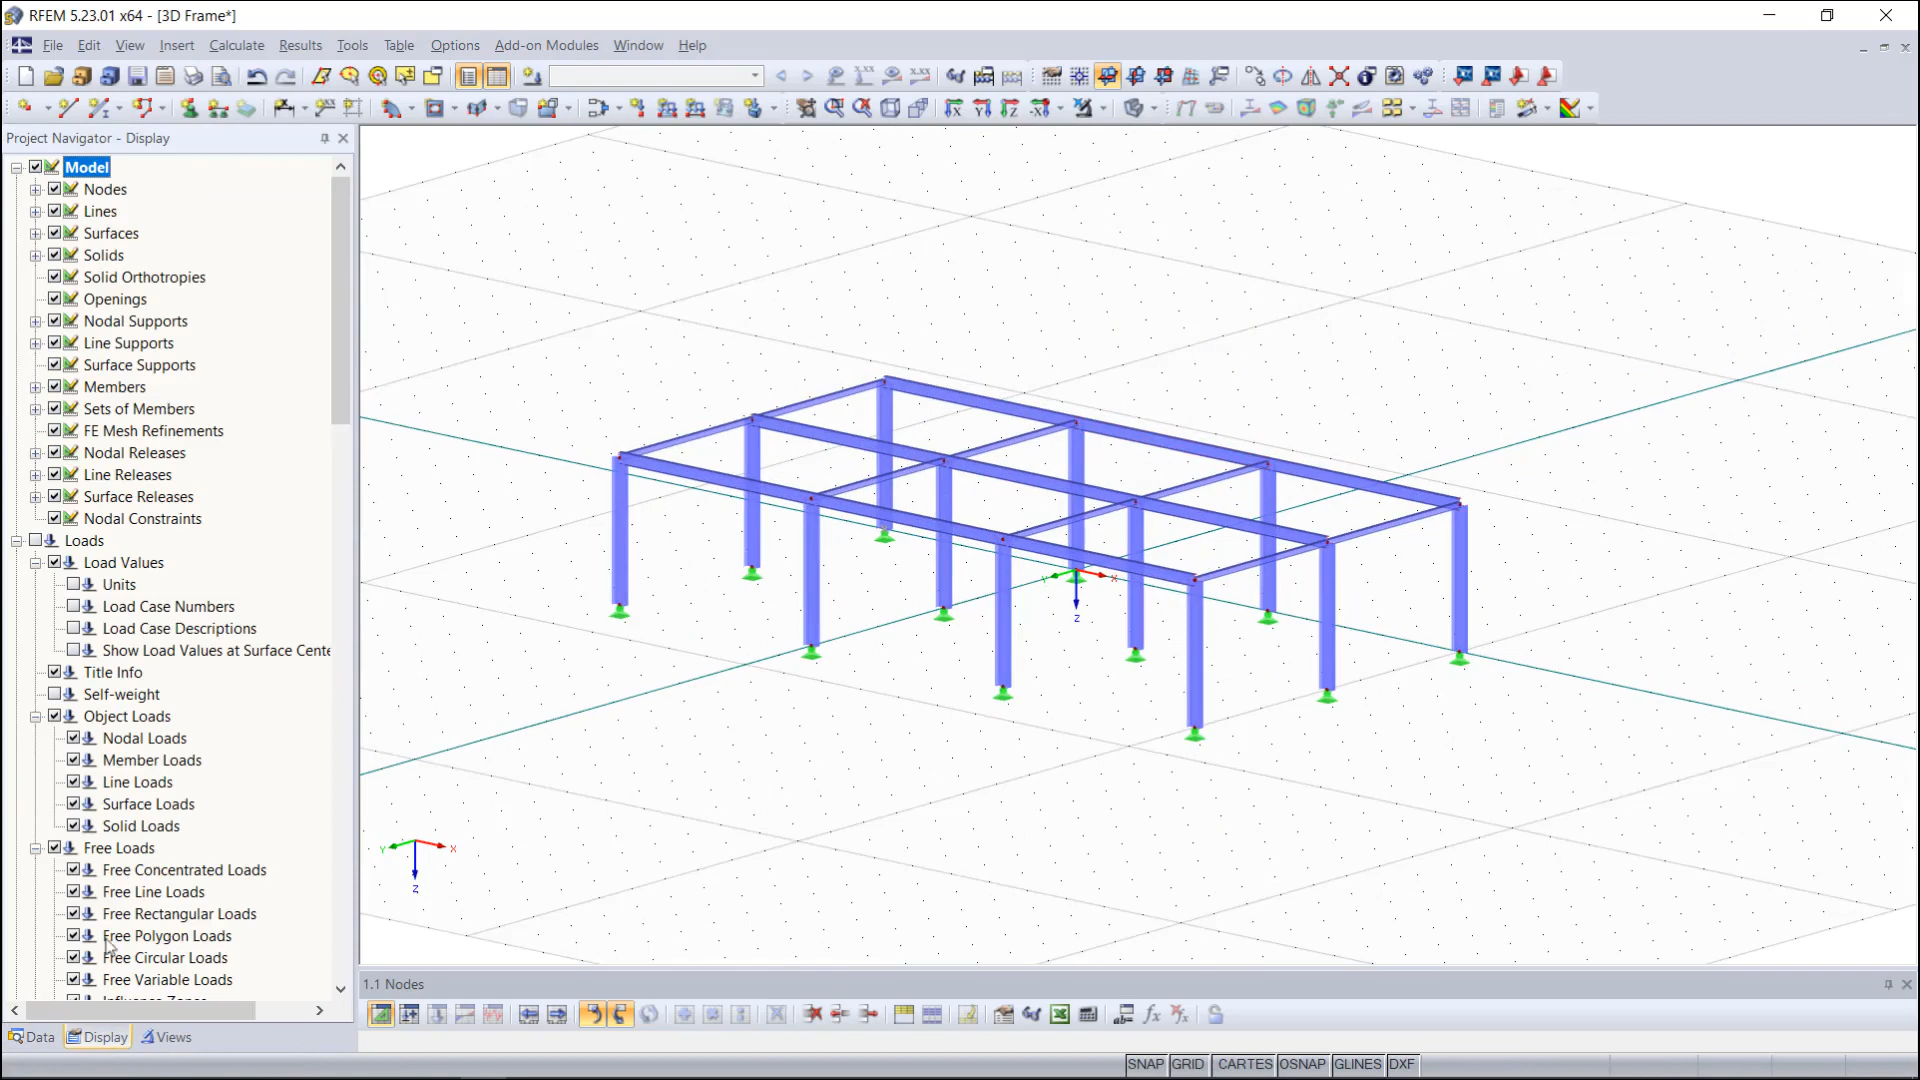 RFEM 5.23.01 x64 - [3D Frame*]
File Edit View Insert Calculate Results Tools Table Options Add-on Modules Window Help
Project Navigator - Display
Model
Nodes
Lines
Surfaces
Solids
Solid Orthotropies
Openings
Nodal Supports
Line Supports
Surface Supports
Members
Sets of Members
FE Mesh Refinements
Nodal Releases
Line Releases
Surface Releases
Nodal Constraints
Loads
Load Values
Units
Load Case Numbers
Load Case Descriptions
Show Load Values at Surface Cente
Title Info
Self-weight
Object Loads
Nodal Loads
Member Loads
Line Loads
Surface Loads
Solid Loads
Free Loads
Free Concentrated Loads
Free Line Loads
Free Rectangular Loads
Free Polygon Loads
Free Circular Loads
Free Variable Loads
Data Display Views
Y X
Z
Y X
Z
1.1 Nodes
SNAP GRID CARTES OSNAP GLINES DXF